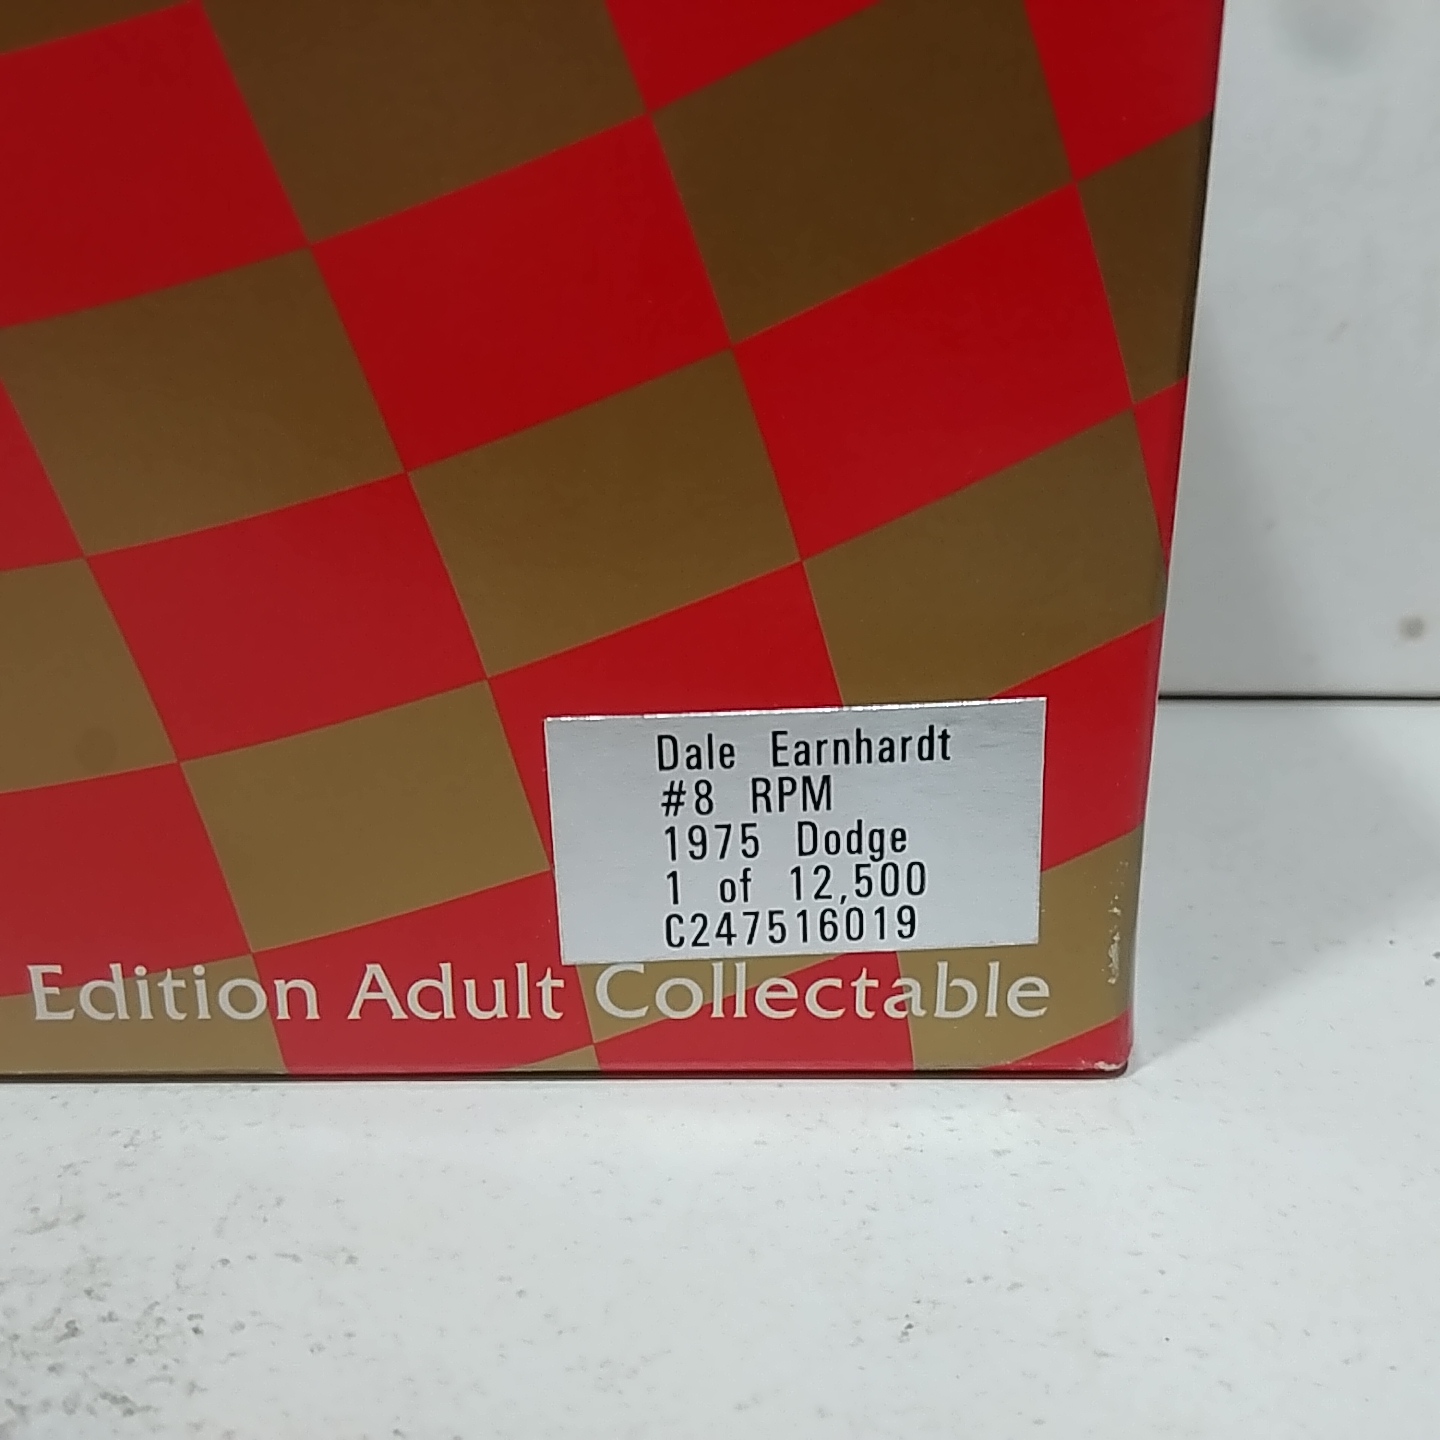 Dale Earnhardt
#8 RPM
1975 Dodge
1 of 12,500
C247516019
Edition Adult Collectable